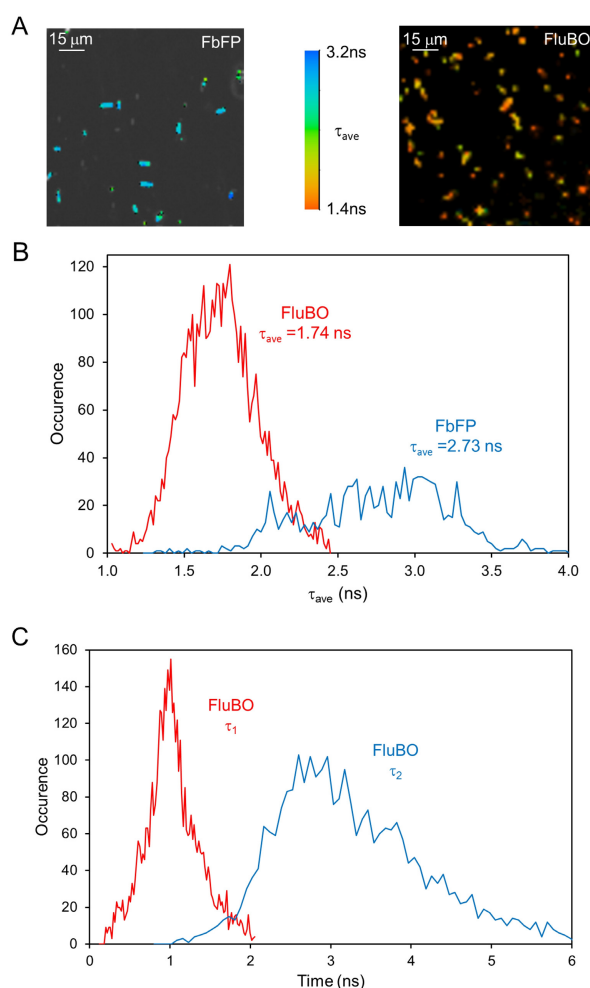 A
15 μm
FbFP
3.2ns
τave
1.4ns
15 μm
FluBO
B
120
100
80
60
40
20
0
Occurence
FluBO
τave =1.74 ns
FbFP
τave =2.73 ns
1.0
1.5
2.0
2.5
3.0
3.5
4.0
τave (ns)
C
160
140
120
100
80
60
40
20
0
Occurence
FluBO
τ1
FluBO
τ2
0
1
2
3
4
5
6
Time (ns)